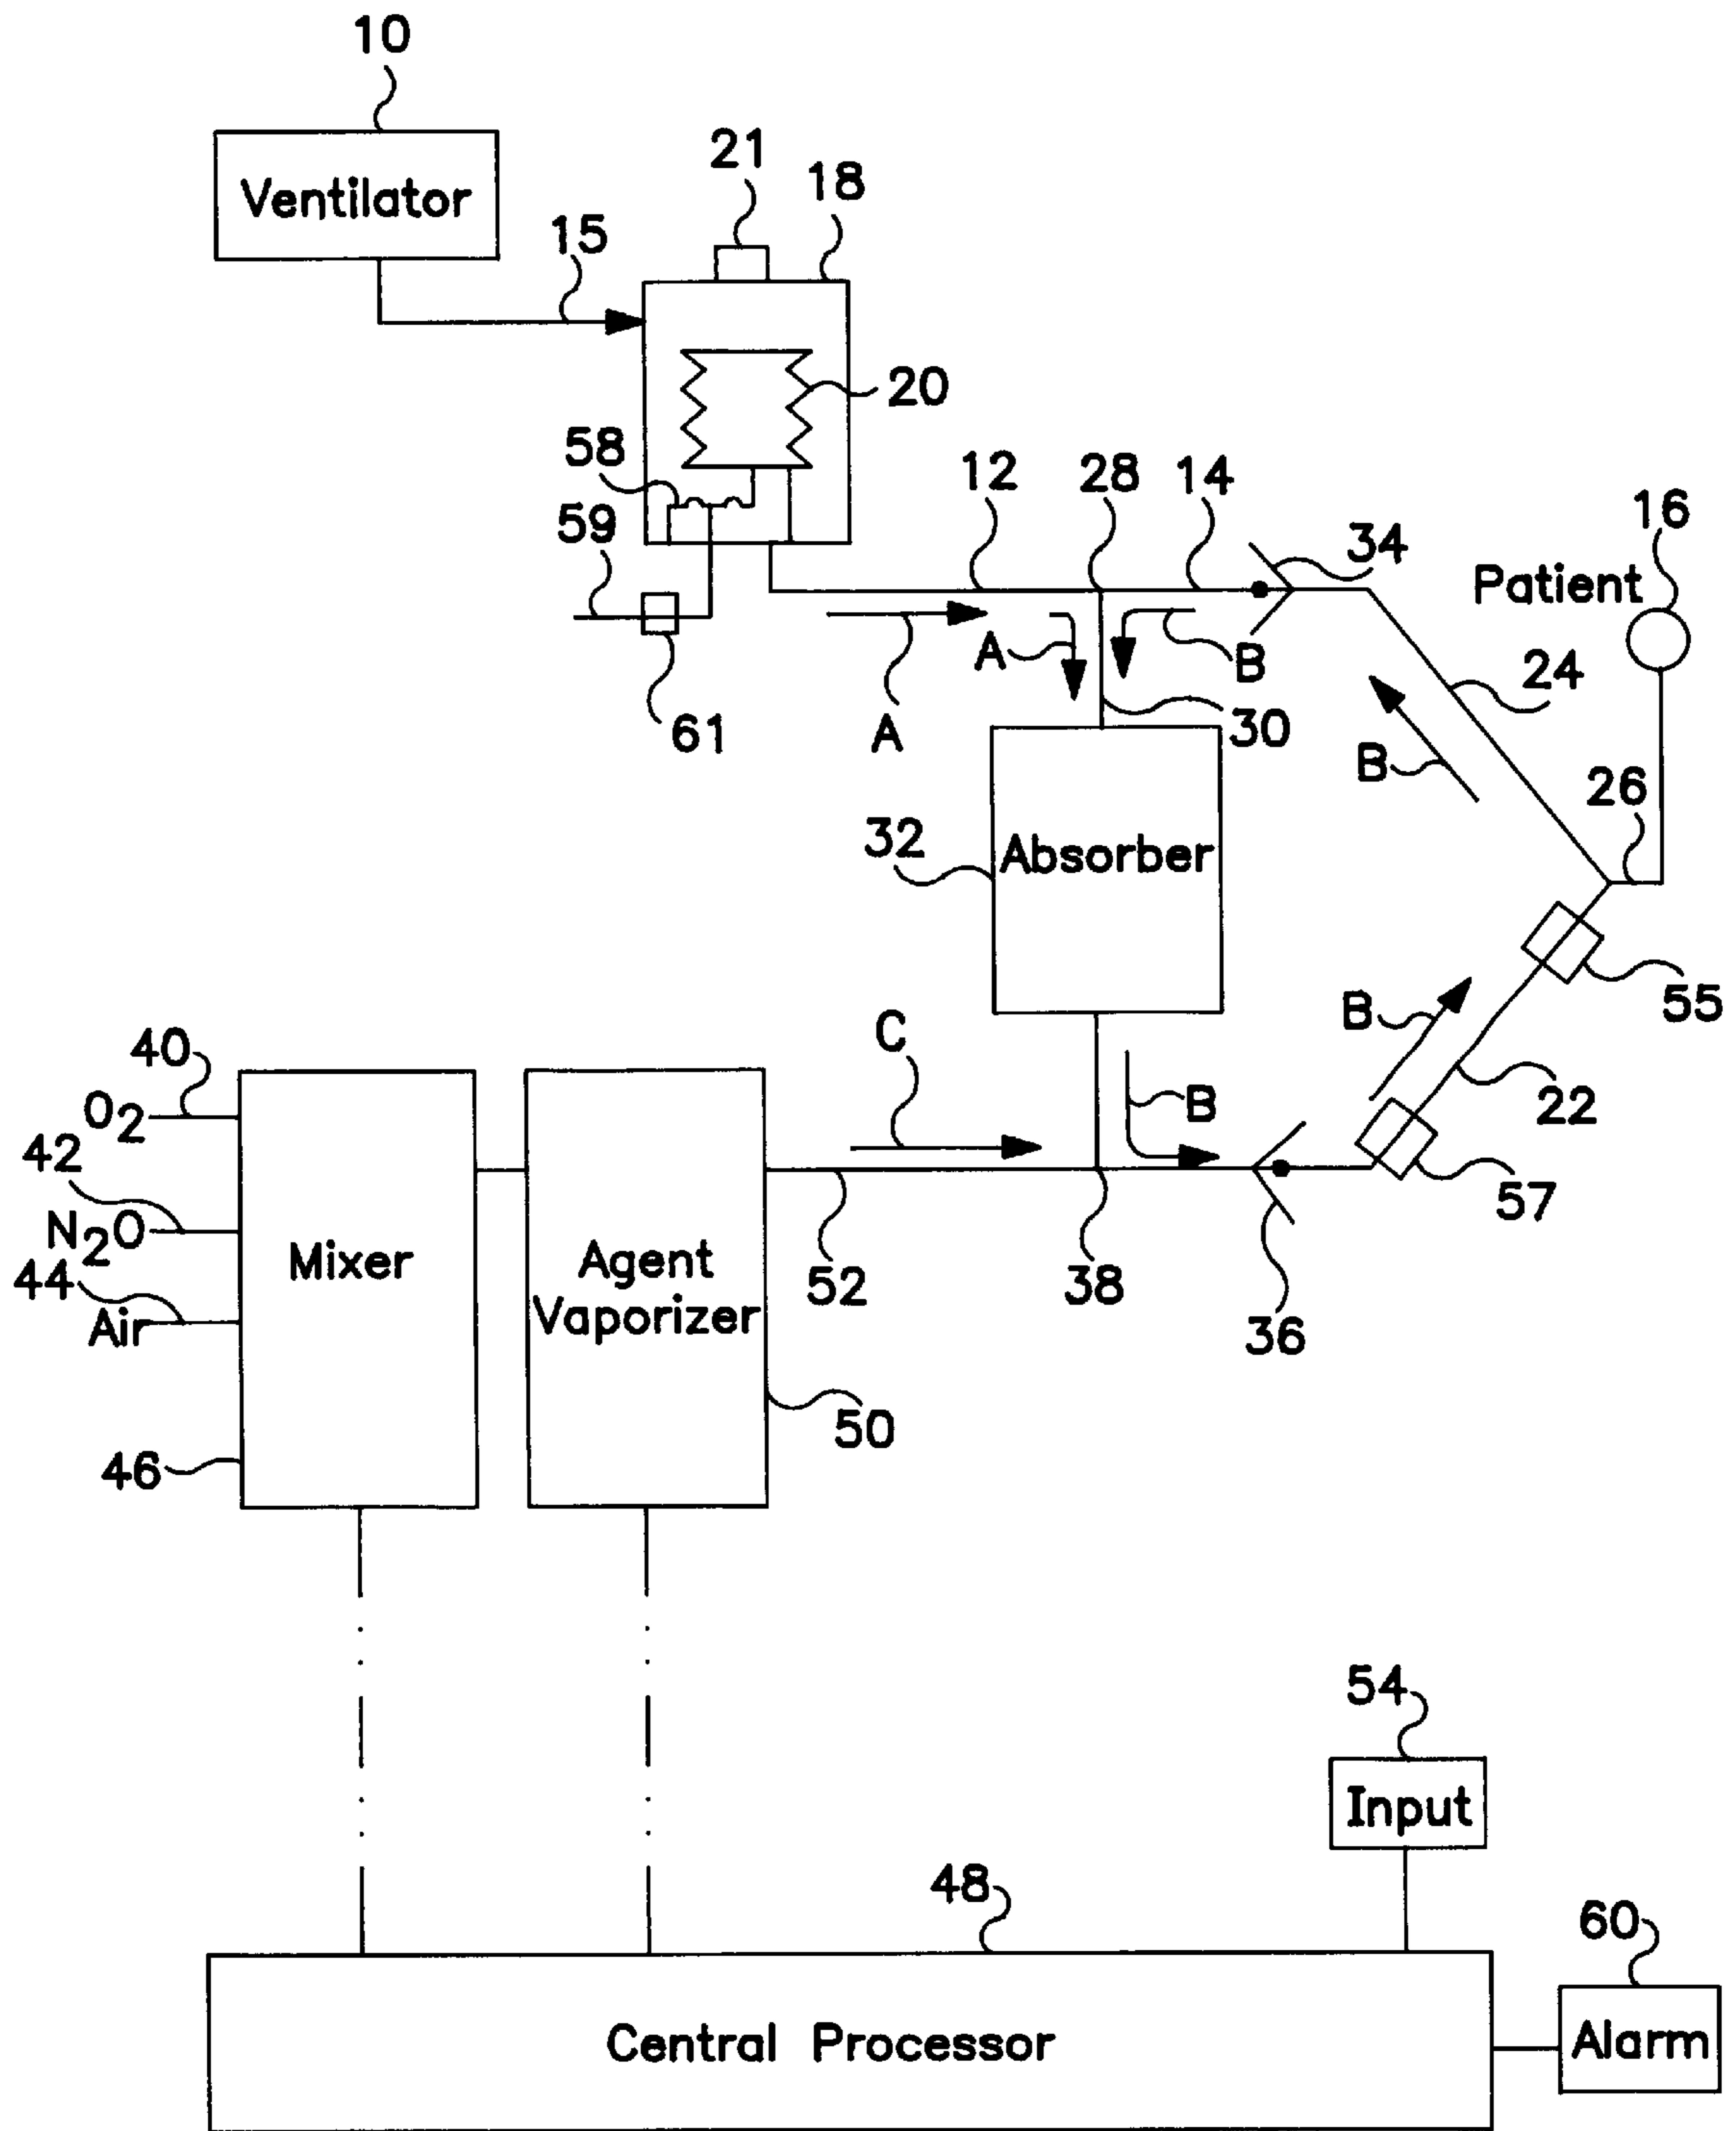 10
Ventilator
15
21
18
20
58
59
61
12
28
14
34
16
Patient
A
A
B
30
24
B
26
32
Absorber
55
B
22
57
C
B
40
O2
42
N2O
44
Air
46
Mixer
Agent
Vaporizer
50
52
38
36
54
Input
48
60
Central Processor
Alarm